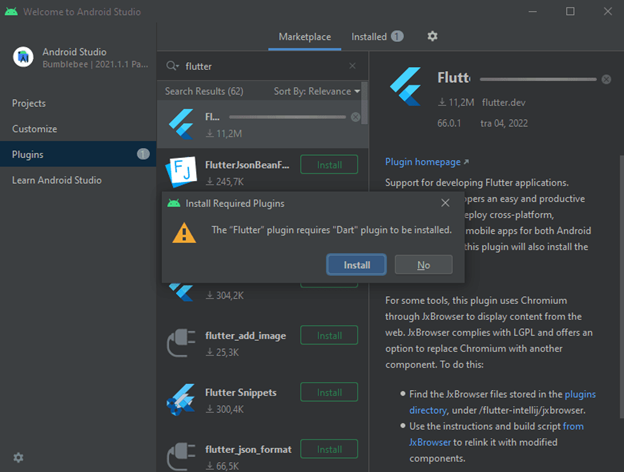 Welcome to Android Studio
Android Studio
Bumblebee | 2021.1.1 Pa...
Projects
Customize
Plugins
1
Learn Android Studio
Marketplace
Installed 1
flutter
Search Results (62)
Sort By: Relevance
Fl...
11,2M
FJ
FlutterJsonBeanF...
Install
245,7K
304,2K
flutter_add_image
Install
25,3K
Flutter Snippets
Install
300,4K
flutter_json_format
Install
66,5K
Install Required Plugins
The "Flutter" plugin requires "Dart" plugin to be installed.
Install
No
Flutt
11,2M flutter.dev
66.0.1 tra 04, 2022
Plugin homepage ↗
Support for developing Flutter applications.
opers an easy and productive
eploy cross-platform,
mobile apps for both Android
this plugin will also install the
For some tools, this plugin uses Chromium
through JxBrowser to display content from the
web. JxBrowser complies with LGPL and offers an
option to replace Chromium with another
component. To do this:
• Find the JxBrowser files stored in the plugins
directory, under /flutter-intellij/jxbrowser.
• Use the instructions and build script from
JxBrowser to relink it with modified
components.